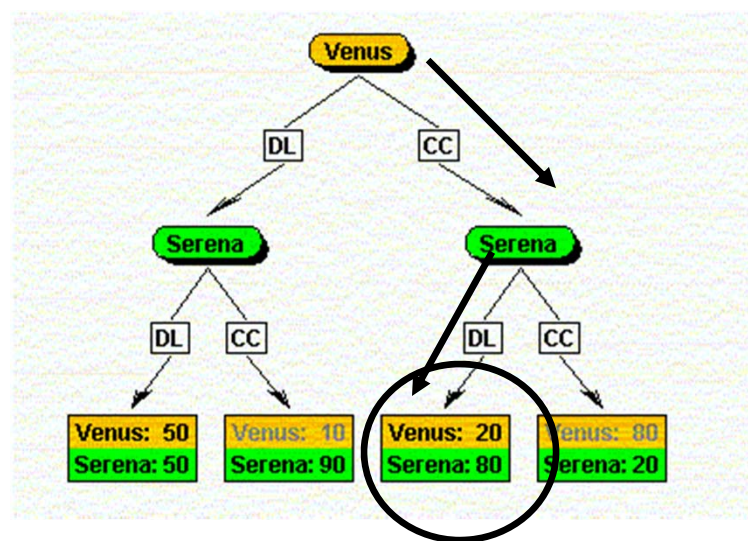 Venus
DL
CC
Serena
Serena
DL
CC
DL
CC
Venus: 50
Serena: 50
Venus: 10
Serena: 90
Venus: 20
Serena: 80
Venus: 80
Serena: 20